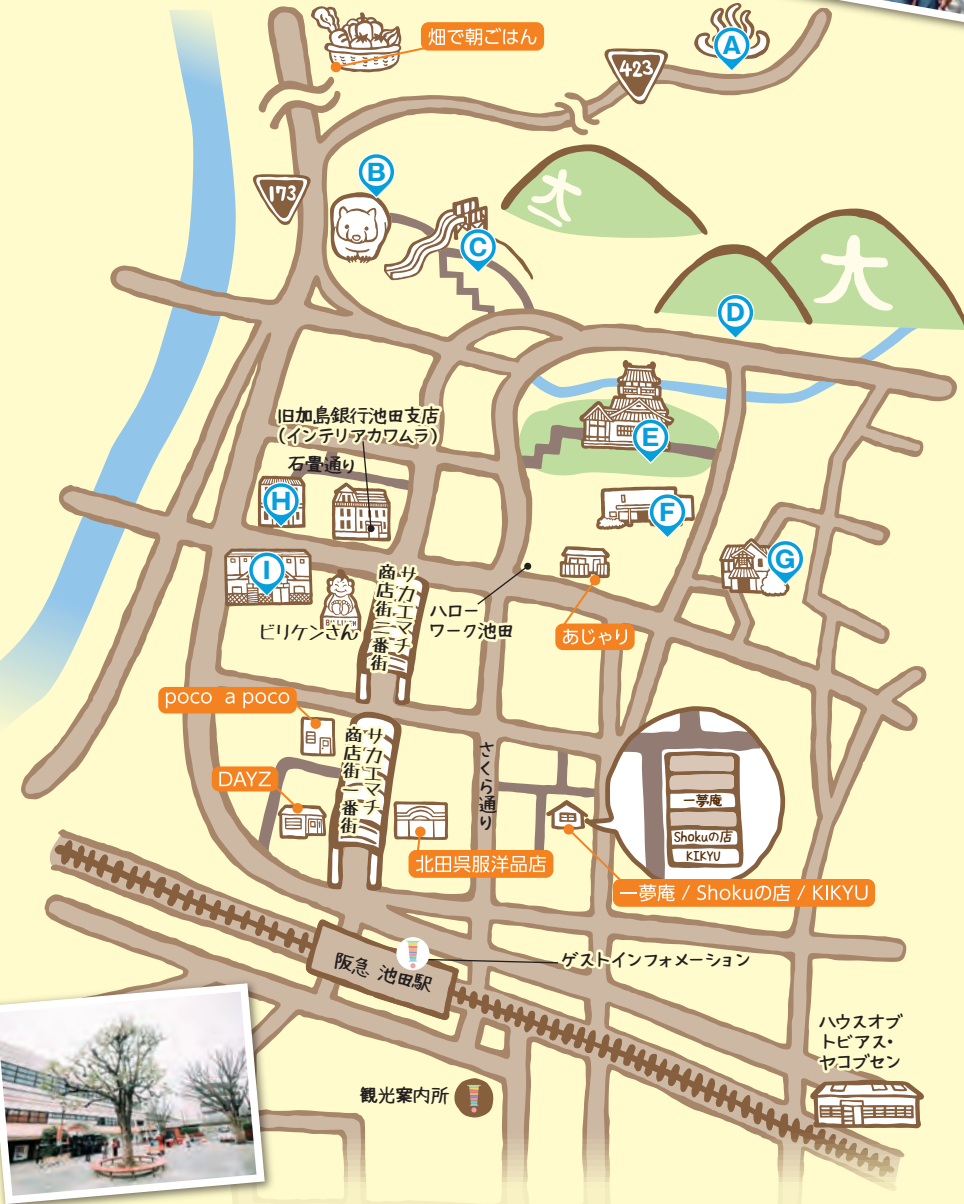 畑で朝ごはん
A
423
B
173
大
C
大
D
旧加島銀行池田支店
（インテリアカワムラ）
石畳通り
E
H
F
G
I
サカエマチ
商店街二番街
ハロー
ワーク池田
BILLIKEN
ビリケンさん
あじゃり
poco a poco
サカエマチ
商店街一番街
さくら通り
DAYZ
一夢庵
Shokuの店
KIKYU
北田呉服洋品店
一夢庵 / Shokuの店 / KIKYU
阪急 池田駅
ゲストインフォメーション
ハウスオブ
トビアス・
ヤコブセン
観光案内所